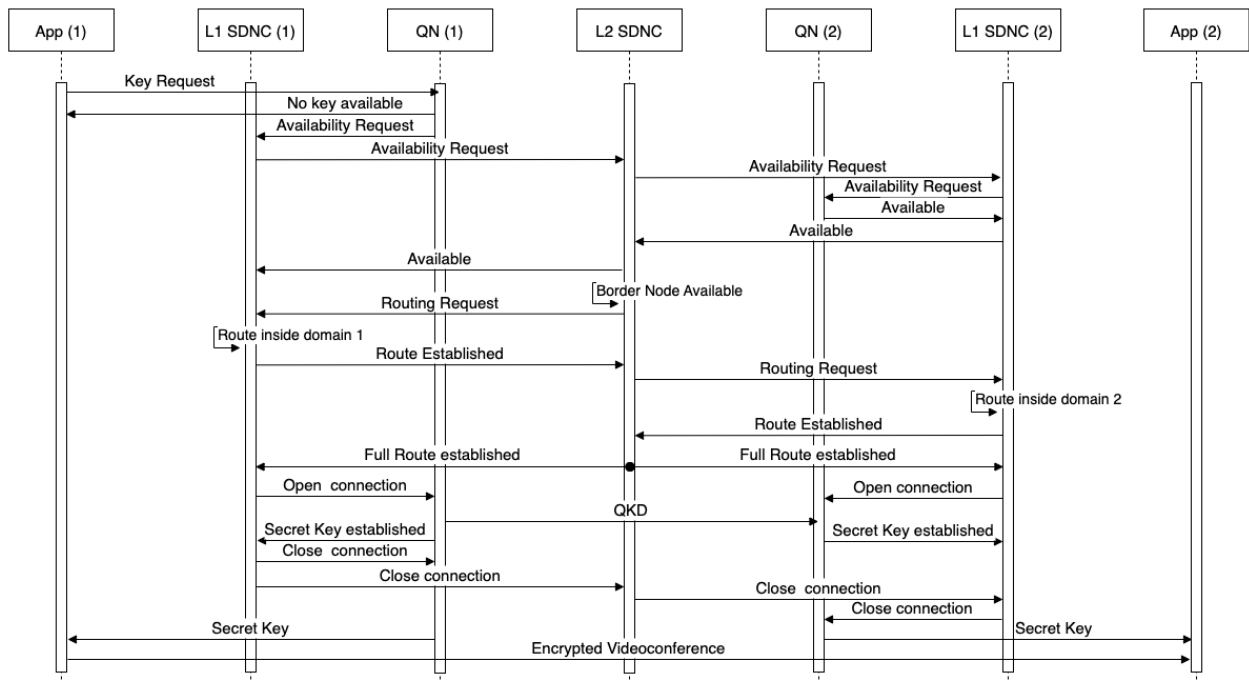 App (1)
L1 SDNC (1)
QN (1)
L2 SDNC
QN (2)
L1 SDNC (2)
App (2)
Key Request
No key available
Availability Request
Availability Request
Availability Request
Availability Request
Available
Available
Available
Border Node Available
Routing Request
Route inside domain 1
Route Established
Routing Request
Route inside domain 2
Route Established
Full Route established
Full Route established
Open connection
Open connection
QKD
Secret Key established
Secret Key established
Close connection
Close connection
Close connection
Close connection
Secret Key
Secret Key
Encrypted Videoconference